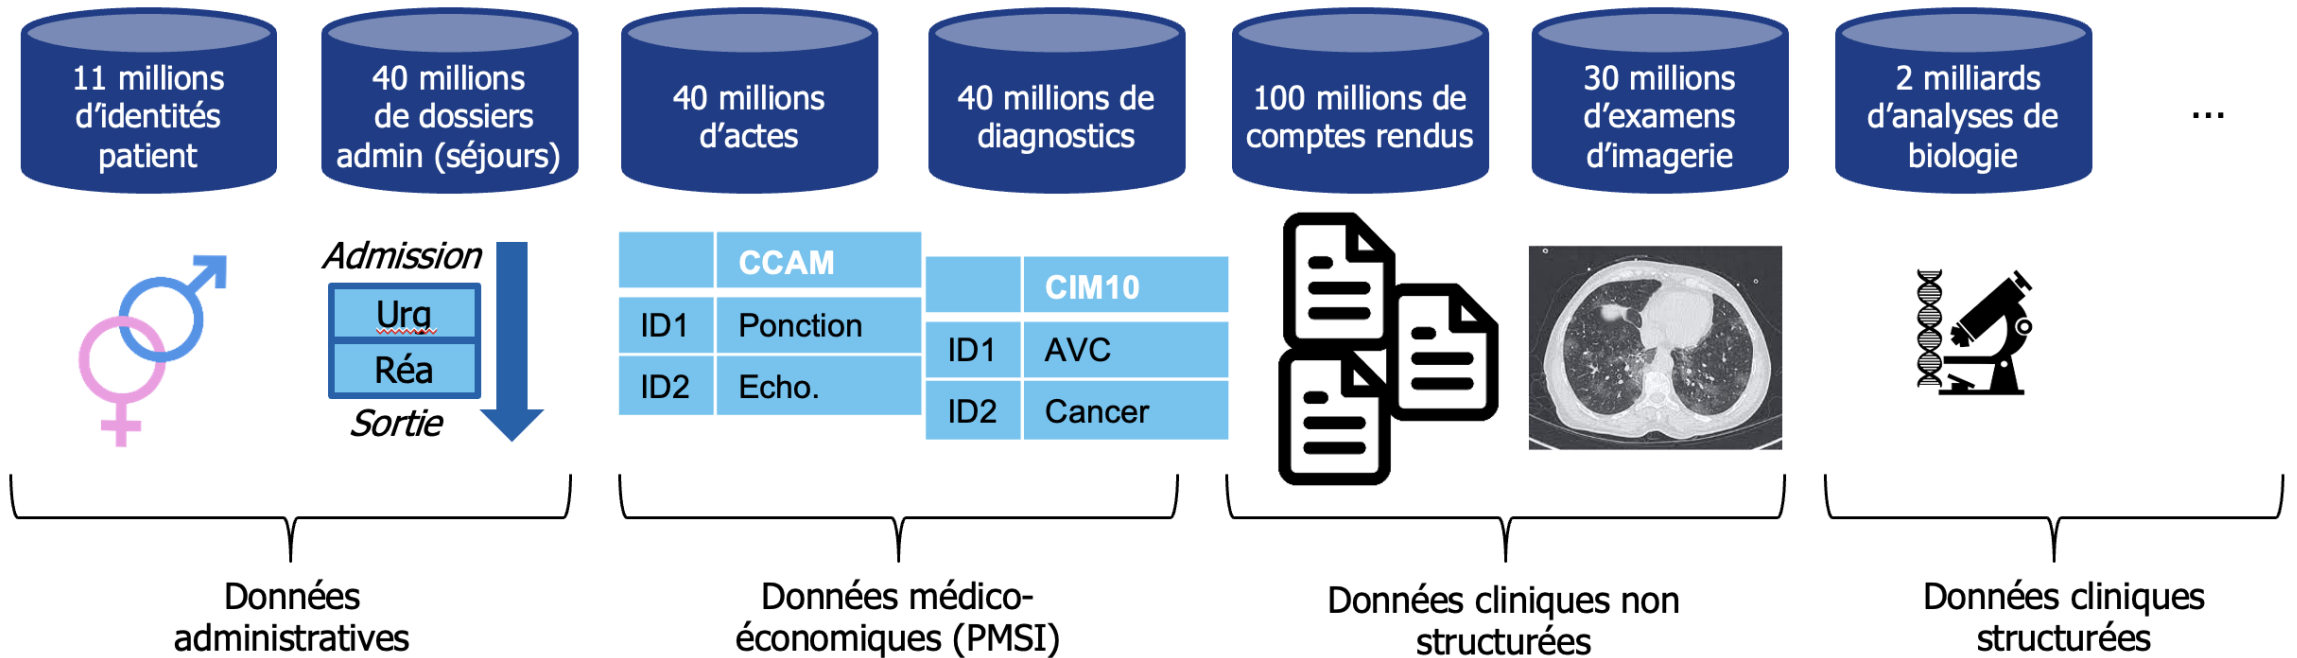 11 millions
d’identités
patient
40 millions
de dossiers
admin (séjours)
40 millions
d’actes
40 millions de
diagnostics
100 millions de
comptes rendus
30 millions
d’examens
d’imagerie
2 milliards
d’analyses de
biologie
...
Admission
Urg
Réa
Sortie
CCAM
ID1 Ponction
ID2 Echo.
CIM10
ID1 AVC
ID2 Cancer
Données
administratives
Données médico-
économiques (PMSI)
Données cliniques non
structurées
Données cliniques
structurées